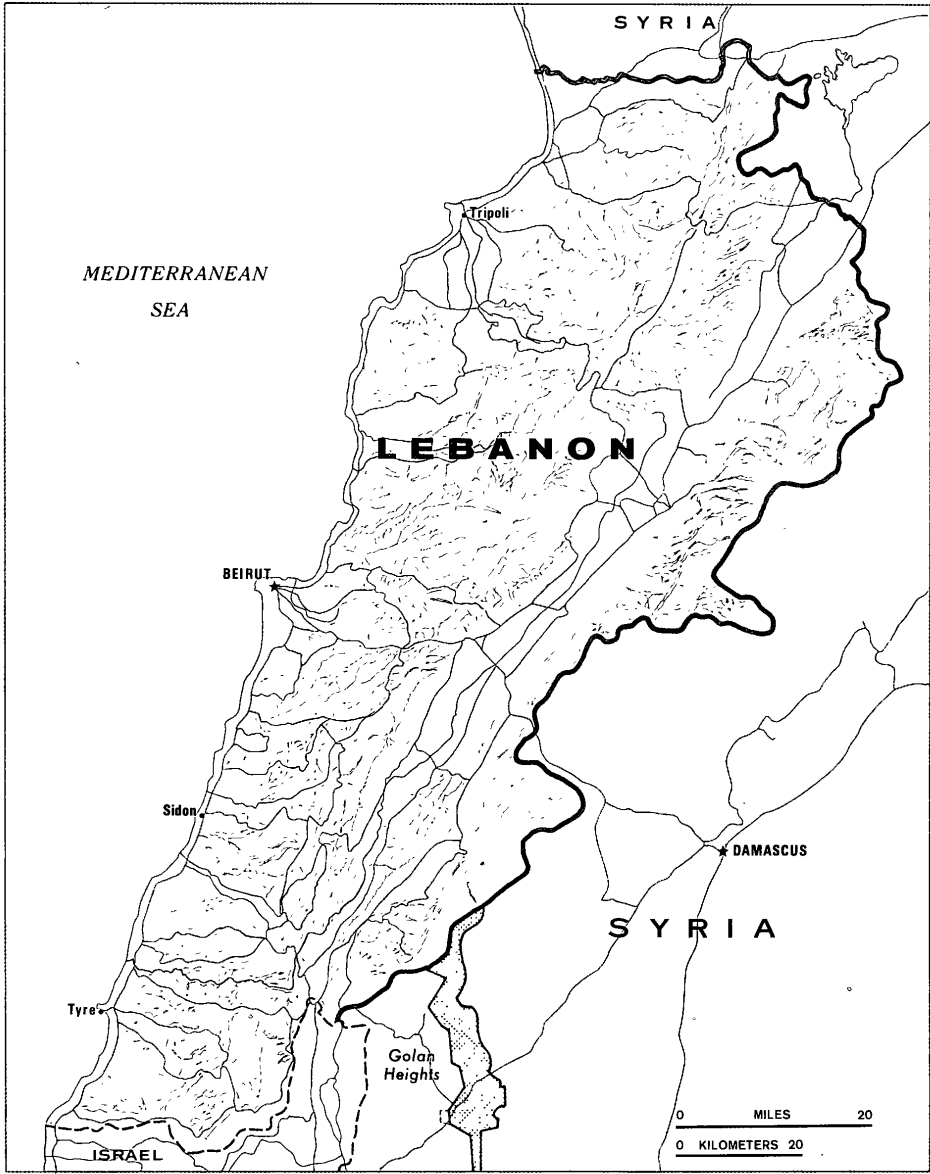 SYRIA
Tripoli
MEDITERRANEAN
SEA
LEBANON
BEIRUT
Sidon
DAMASCUS
SYRIA
Tyre
Golan
Heights
ISRAEL
0 MILES 20
0 KILOMETERS 20